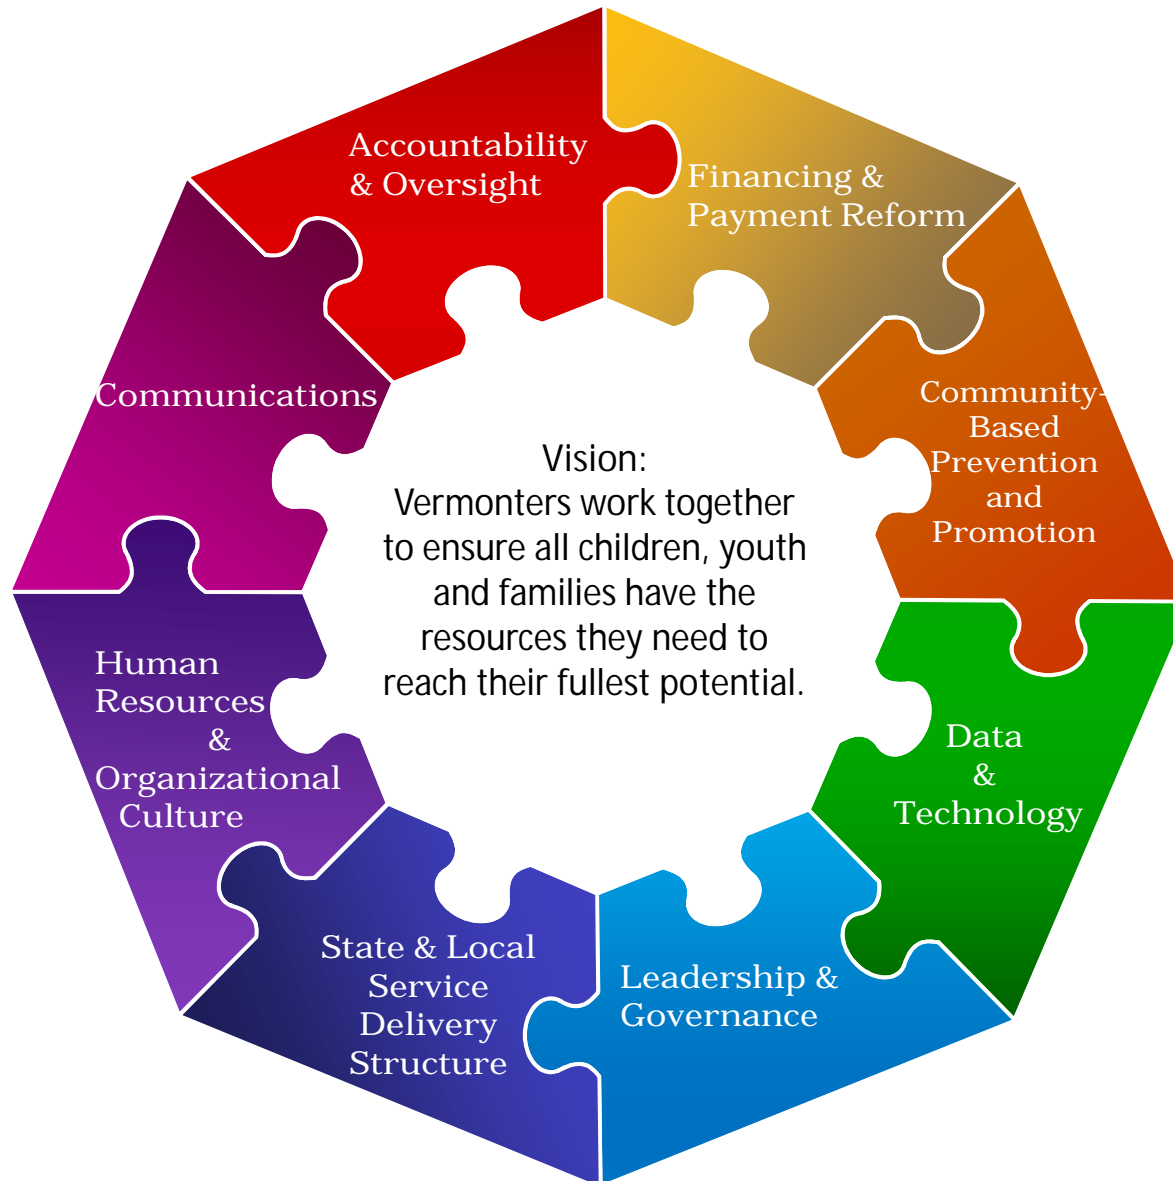 Accountability
& Oversight
Financing &
Payment Reform
Community-
Based
Prevention
and
Promotion
Data
&
Technology
Leadership &
Governance
State & Local
Service
Delivery
Structure
Human
Resources
&
Organizational
Culture
Communications
Vision:
Vermonters work together
to ensure all children, youth
and families have the
resources they need to
reach their fullest potential.